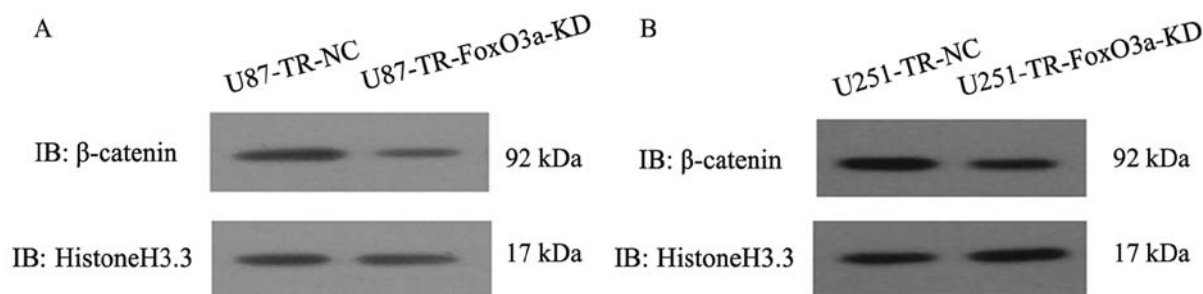 A
U87-TR-NC
U87-TR-FoxO3a-KD
IB: β-catenin
92 kDa
IB: HistoneH3.3
17 kDa
B
U251-TR-NC
U251-TR-FoxO3a-KD
IB: β-catenin
92 kDa
IB: HistoneH3.3
17 kDa